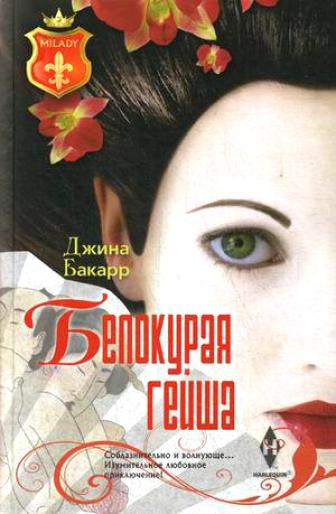 MILADY
Джина
Бакарр
Белокурая
гейша
Соблазнительно и волнующе...
Изумительное любовное
приключение!
HARLEQUIN®